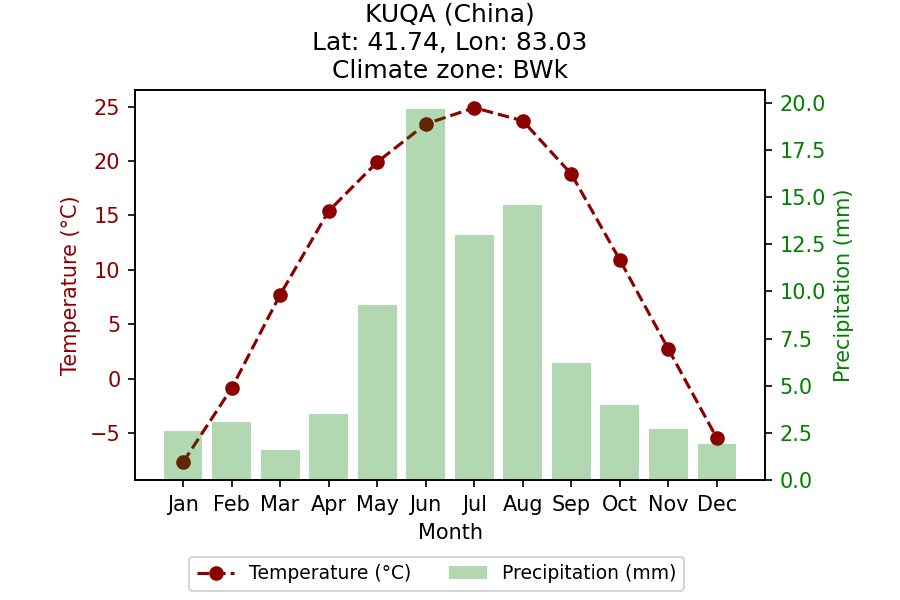 KUQA (China)
Lat: 41.74, Lon: 83.03
Climate zone: BWk
25
20
15
10
5
0
−5
Temperature (°C)
20.0
17.5
15.0
12.5
10.0
7.5
5.0
2.5
0.0
Precipitation (mm)
Jan Feb Mar Apr May Jun Jul Aug Sep Oct Nov Dec
Month
Temperature (°C) Precipitation (mm)